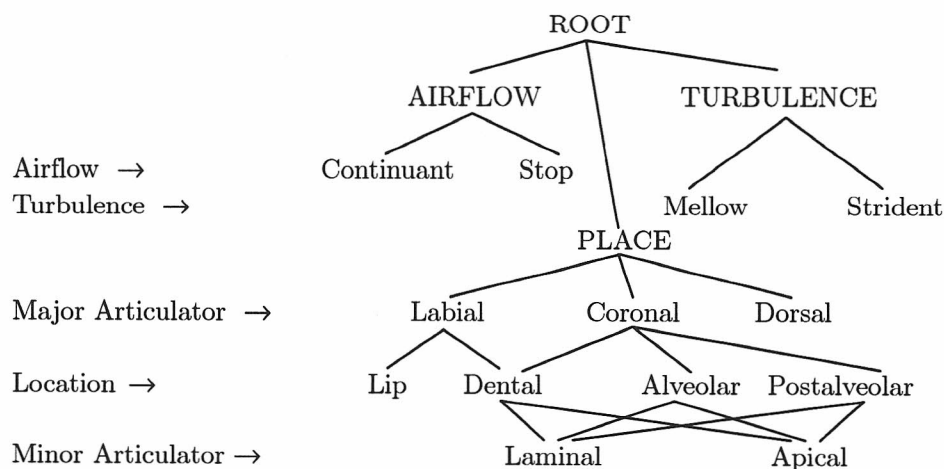 ROOT
AIRFLOW TURBULENCE
Airflow → Continuant Stop
Turbulence → Mellow Strident
PLACE
Major Articulator → Labial Coronal Dorsal
Location → Lip Dental Alveolar Postalveolar
Minor Articulator → Laminal Apical